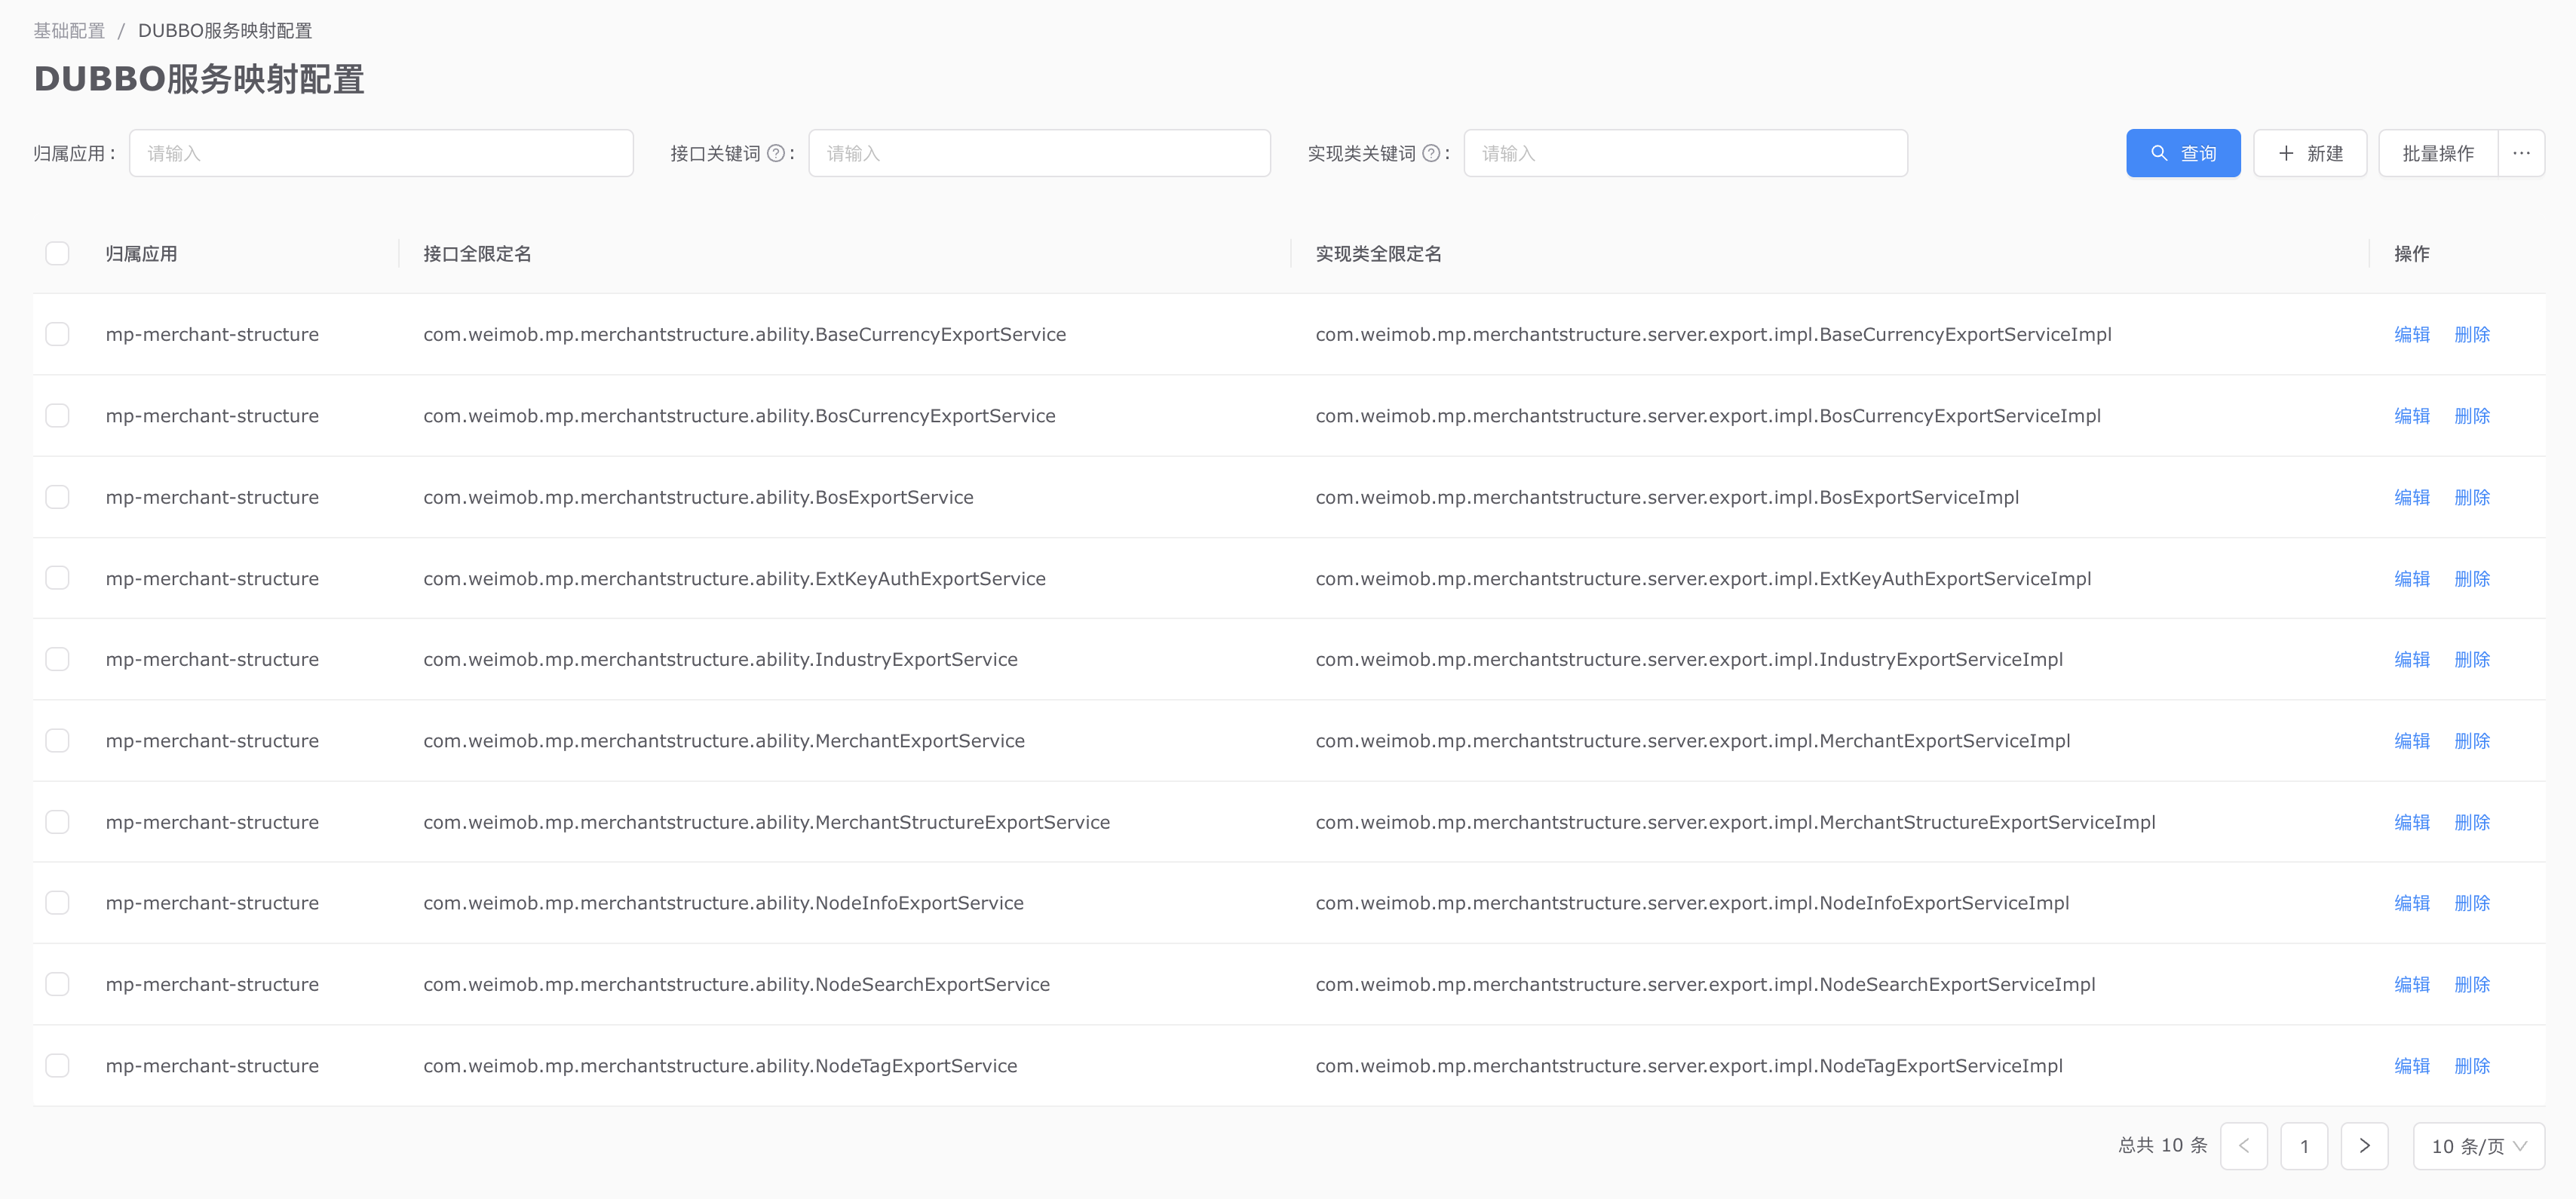 基础配置 / DUBBO服务映射配置
DUBBO服务映射配置
归属应用： 请输入 接口关键词 ?： 请输入 实现类关键词 ?： 请输入 查询 + 新建 批量操作 ···
归属应用 接口全限定名 实现类全限定名 操作
mp-merchant-structure com.weimob.mp.merchantstructure.ability.BaseCurrencyExportService com.weimob.mp.merchantstructure.server.export.impl.BaseCurrencyExportServiceImpl 编辑 删除
mp-merchant-structure com.weimob.mp.merchantstructure.ability.BosCurrencyExportService com.weimob.mp.merchantstructure.server.export.impl.BosCurrencyExportServiceImpl 编辑 删除
mp-merchant-structure com.weimob.mp.merchantstructure.ability.BosExportService com.weimob.mp.merchantstructure.server.export.impl.BosExportServiceImpl 编辑 删除
mp-merchant-structure com.weimob.mp.merchantstructure.ability.ExtKeyAuthExportService com.weimob.mp.merchantstructure.server.export.impl.ExtKeyAuthExportServiceImpl 编辑 删除
mp-merchant-structure com.weimob.mp.merchantstructure.ability.IndustryExportService com.weimob.mp.merchantstructure.server.export.impl.IndustryExportServiceImpl 编辑 删除
mp-merchant-structure com.weimob.mp.merchantstructure.ability.MerchantExportService com.weimob.mp.merchantstructure.server.export.impl.MerchantExportServiceImpl 编辑 删除
mp-merchant-structure com.weimob.mp.merchantstructure.ability.MerchantStructureExportService com.weimob.mp.merchantstructure.server.export.impl.MerchantStructureExportServiceImpl 编辑 删除
mp-merchant-structure com.weimob.mp.merchantstructure.ability.NodeInfoExportService com.weimob.mp.merchantstructure.server.export.impl.NodeInfoExportServiceImpl 编辑 删除
mp-merchant-structure com.weimob.mp.merchantstructure.ability.NodeSearchExportService com.weimob.mp.merchantstructure.server.export.impl.NodeSearchExportServiceImpl 编辑 删除
mp-merchant-structure com.weimob.mp.merchantstructure.ability.NodeTagExportService com.weimob.mp.merchantstructure.server.export.impl.NodeTagExportServiceImpl 编辑 删除
总共 10 条 < 1 > 10 条/页